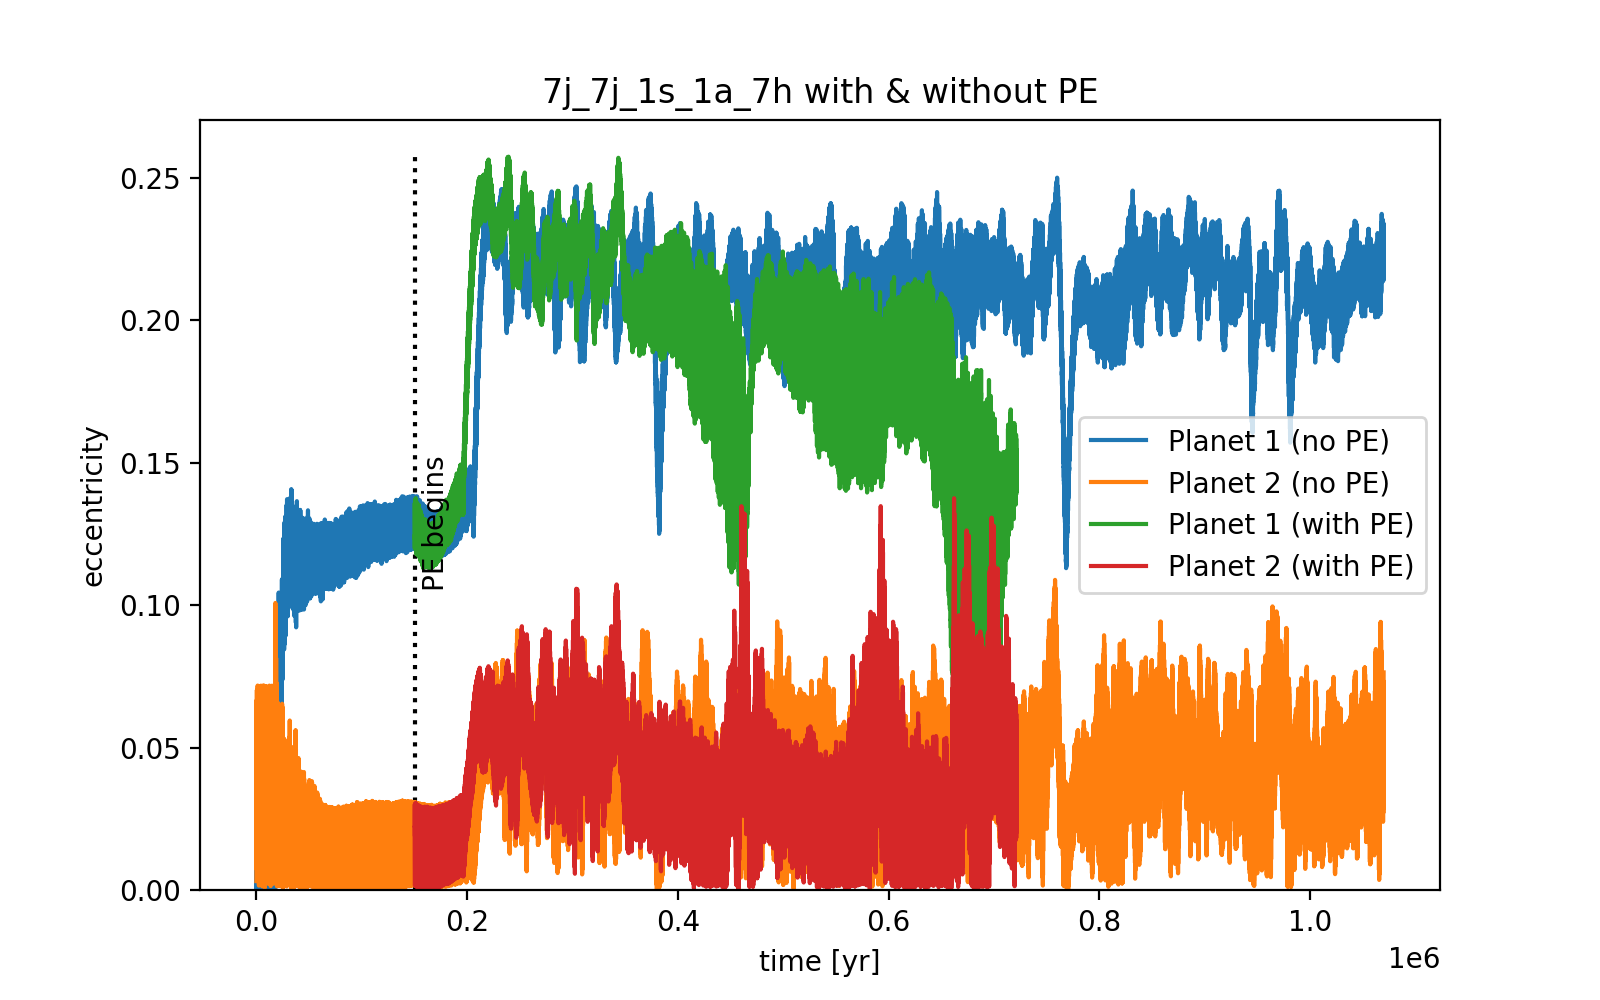 7j_7j_1s_1a_7h with & without PE
eccentricity
0.25
0.20
0.15
0.10
0.05
0.00
PE begins
Planet 1 (no PE)
Planet 2 (no PE)
Planet 1 (with PE)
Planet 2 (with PE)
0.0 0.2 0.4 0.6 0.8 1.0
time [yr]
1e6